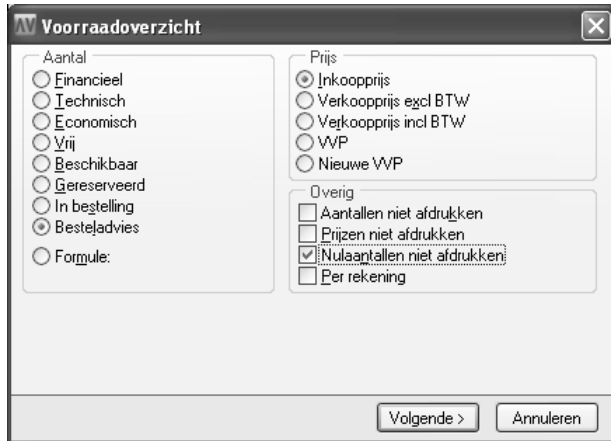 Voorraadoverzicht
Aantal
Financieel
Technisch
Economisch
Vrij
Beschikbaar
Gereserveerd
In bestelling
Besteladvies
Formule:
Prijs
Inkoopprijs
Verkoopprijs excl BTW
Verkoopprijs incl BTW
VVP
Nieuwe VVP
Overig
Aantallen niet afdrukken
Prijzen niet afdrukken
Nulaantallen niet afdrukken
Per rekening
Volgende >
Annuleren